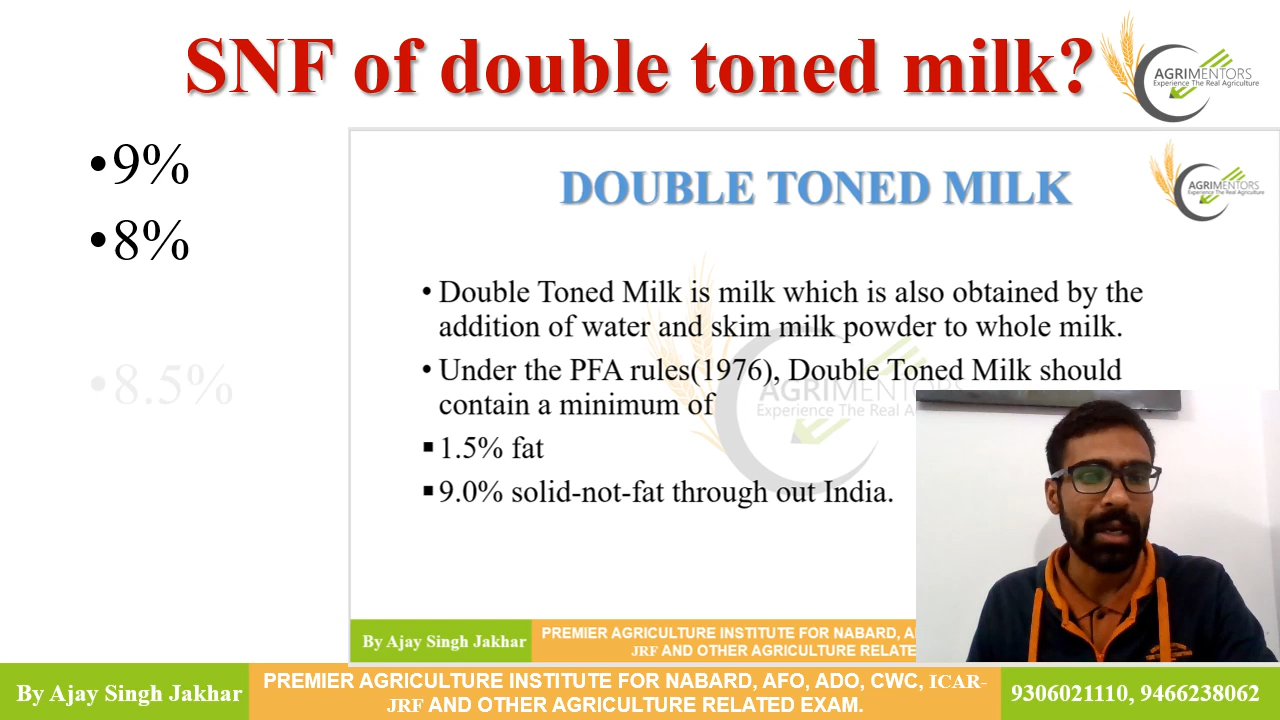 SNF of double toned milk?
AGRIMENTORS
Experience The Real Agriculture
•9%
•8%
•8.5%
AGRIMENTORS
Experience The Real Agriculture
DOUBLE TONED MILK
• Double Toned Milk is milk which is also obtained by the
addition of water and skim milk powder to whole milk.
• Under the PFA rules(1976), Double Toned Milk should
contain a minimum of
AGRIMENTORS
Experience The Real A
▪ 1.5% fat
▪ 9.0% solid-not-fat through out India.
By Ajay Singh Jakhar
PREMIER AGRICULTURE INSTITUTE FOR NABARD, A
JRF AND OTHER AGRICULTURE RELATE
By Ajay Singh Jakhar
PREMIER AGRICULTURE INSTITUTE FOR NABARD, AFO, ADO, CWC, ICAR-
JRF AND OTHER AGRICULTURE RELATED EXAM.
9306021110, 9466238062